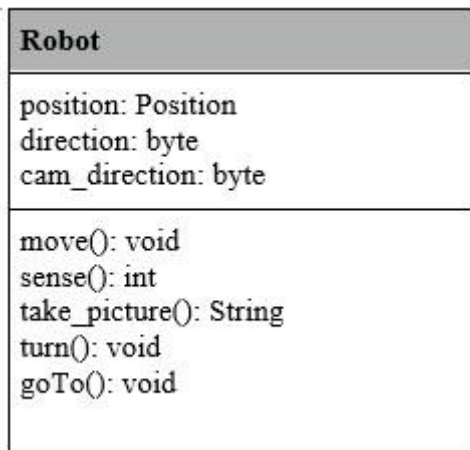 Robot
position: Position
direction: byte
cam_direction: byte
move(): void
sense(): int
take_picture(): String
turn(): void
goTo(): void